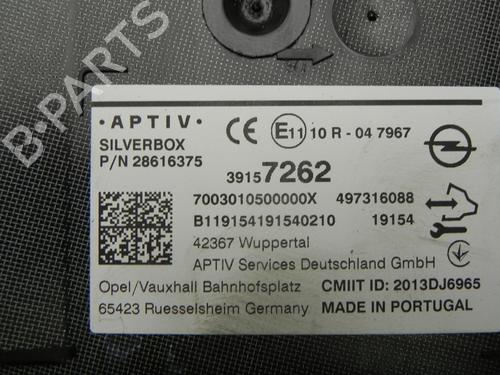 B-PARTS
· APTIV ·
SILVERBOX
P/N 28616375
CE E11 10 R - 04 7967
3915 7262
7003010500000X 497316088
B119154191540210 19154
42367 Wuppertal
APTIV Services Deutschland GmbH
Opel/Vauxhall Bahnhofsplatz CMIIT ID: 2013DJ6965
65423 Ruesselsheim Germany MADE IN PORTUGAL